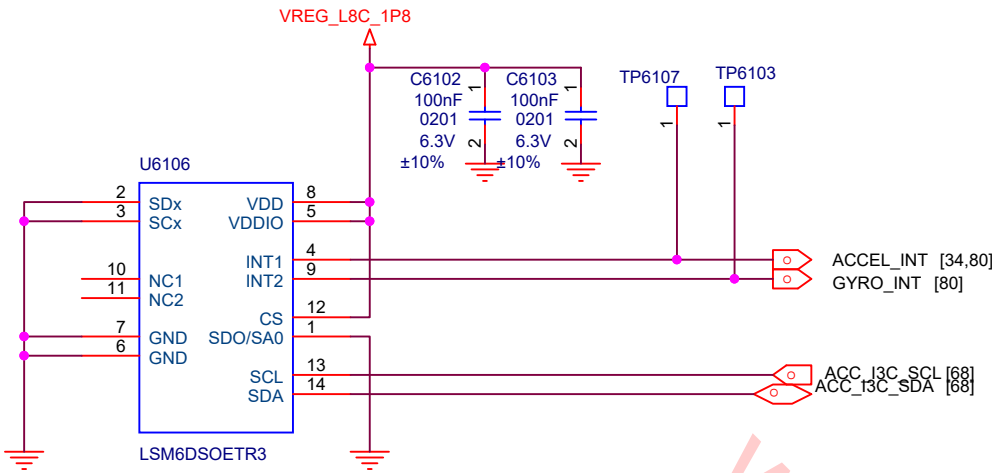 VREG_L8C_1P8
C6102
100nF
0201
6.3V
±10%
1
2
C6103
100nF
0201
6.3V
±10%
1
2
TP6107
1
TP6103
1
U6106
2 SDx
3 SCx
10 NC1
11 NC2
7 GND
6 GND
VDD 8
VDDIO 5
INT1 4
INT2 9
CS 12
SDO/SA0 1
SCL 13
SDA 14
LSM6DSOETR3
ACCEL_INT [34,80]
GYRO_INT [80]
ACC_I3C_SCL [68]
ACC_I3C_SDA [68]